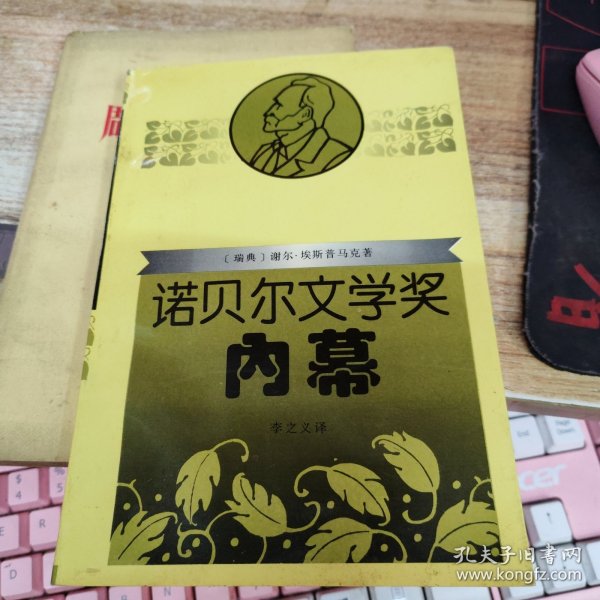 〔瑞典〕谢尔·埃斯普马克著
诺贝尔文学奖
内幕
李之义译
孔夫子旧书网
www.kongfz.com
acer